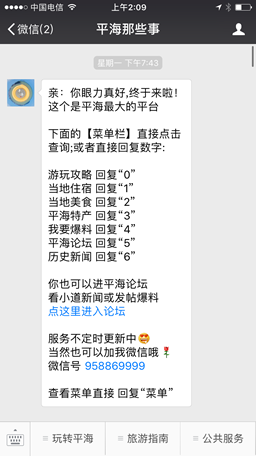 中国电信 上午2:09
微信(2) 平海那些事
星期一 下午7:43
亲：你眼力真好,终于来啦!
这个是平海最大的平台
下面的【菜单栏】直接点击
查询;或者直接回复数字:
游玩攻略 回复“0”
当地住宿 回复“1”
当地美食 回复“2”
平海特产 回复“3”
我要爆料 回复“4”
平海论坛 回复“5”
历史新闻 回复“6”
你也可以进平海论坛
看小道新闻或发帖爆料
点这里进入论坛
服务不定时更新中
当然也可以加我微信哦
微信号 958869999
查看菜单直接 回复“菜单”
玩转平海 旅游指南 公共服务